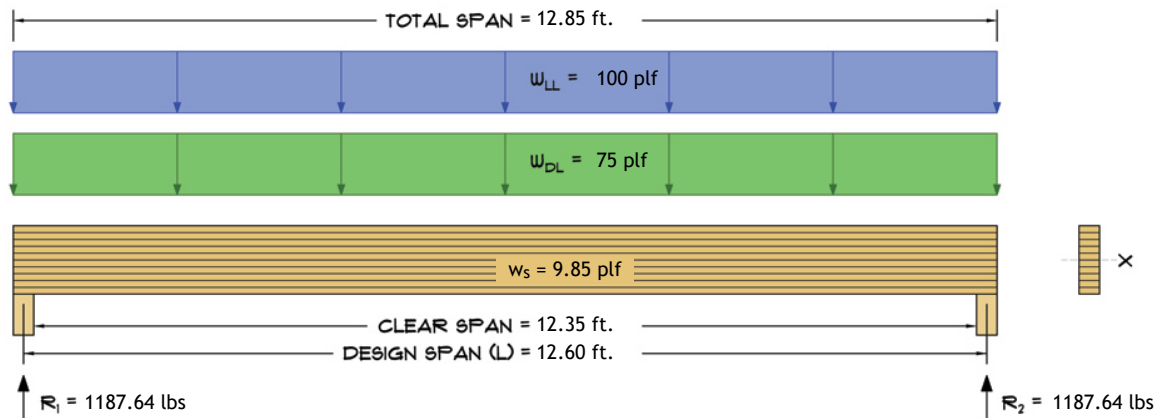 TOTAL SPAN = 12.85 ft.
WLL = 100 plf
WDL = 75 plf
ws = 9.85 plf
X
CLEAR SPAN = 12.35 ft.
DESIGN SPAN (L) = 12.60 ft.
R1 = 1187.64 lbs
R2 = 1187.64 lbs